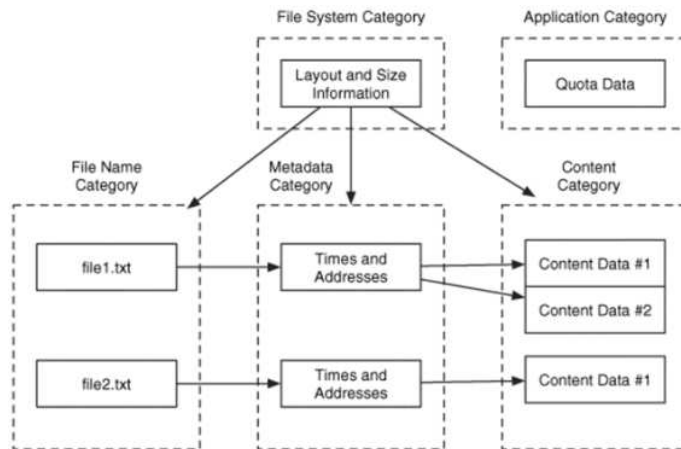 File System Category
Application Category
Layout and Size
Information
Quota Data
File Name
Category
Metadata
Category
Content
Category
file1.txt
Times and
Addresses
Content Data #1
Content Data #2
file2.txt
Times and
Addresses
Content Data #1